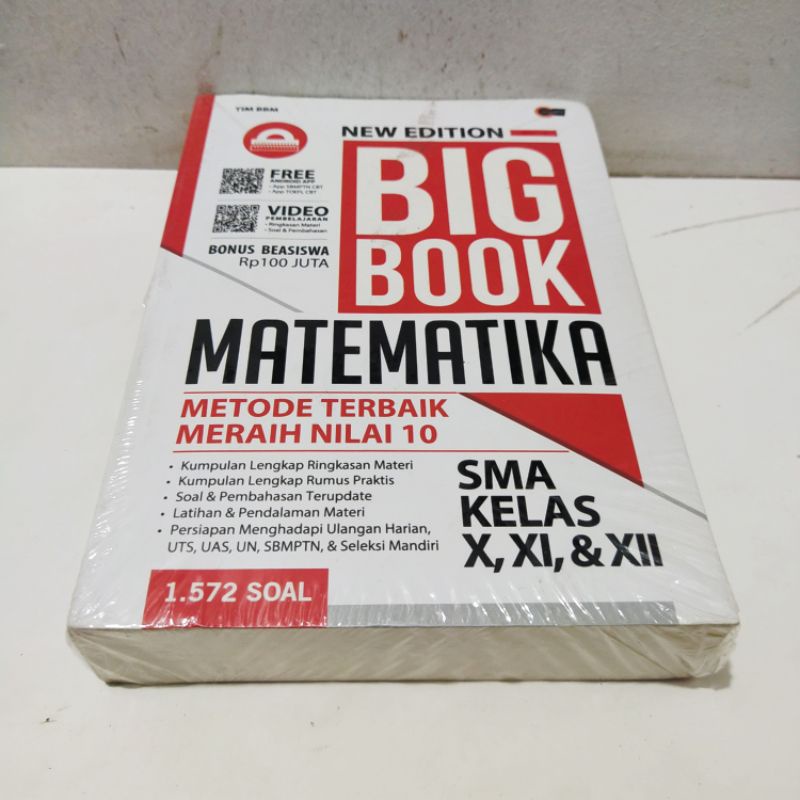 TIM BBM
NEW EDITION
BIG
BOOK
FREE
ANDROID APP
- App SBMPTN CBT
- App TOEFL CBT
VIDEO
PEMBELAJARAN
- Ringkasan Materi
- Soal & Pembahasan
BONUS BEASISWA
Rp100 JUTA
MATEMATIKA
METODE TERBAIK
MERAIH NILAI 10
• Kumpulan Lengkap Ringkasan Materi
• Kumpulan Lengkap Rumus Praktis
• Soal & Pembahasan Terupdate
• Latihan & Pendalaman Materi
• Persiapan Menghadapi Ulangan Harian,
UTS, UAS, UN, SBMPTN, & Seleksi Mandiri
SMA
KELAS
X, XI, & XII
1.572 SOAL